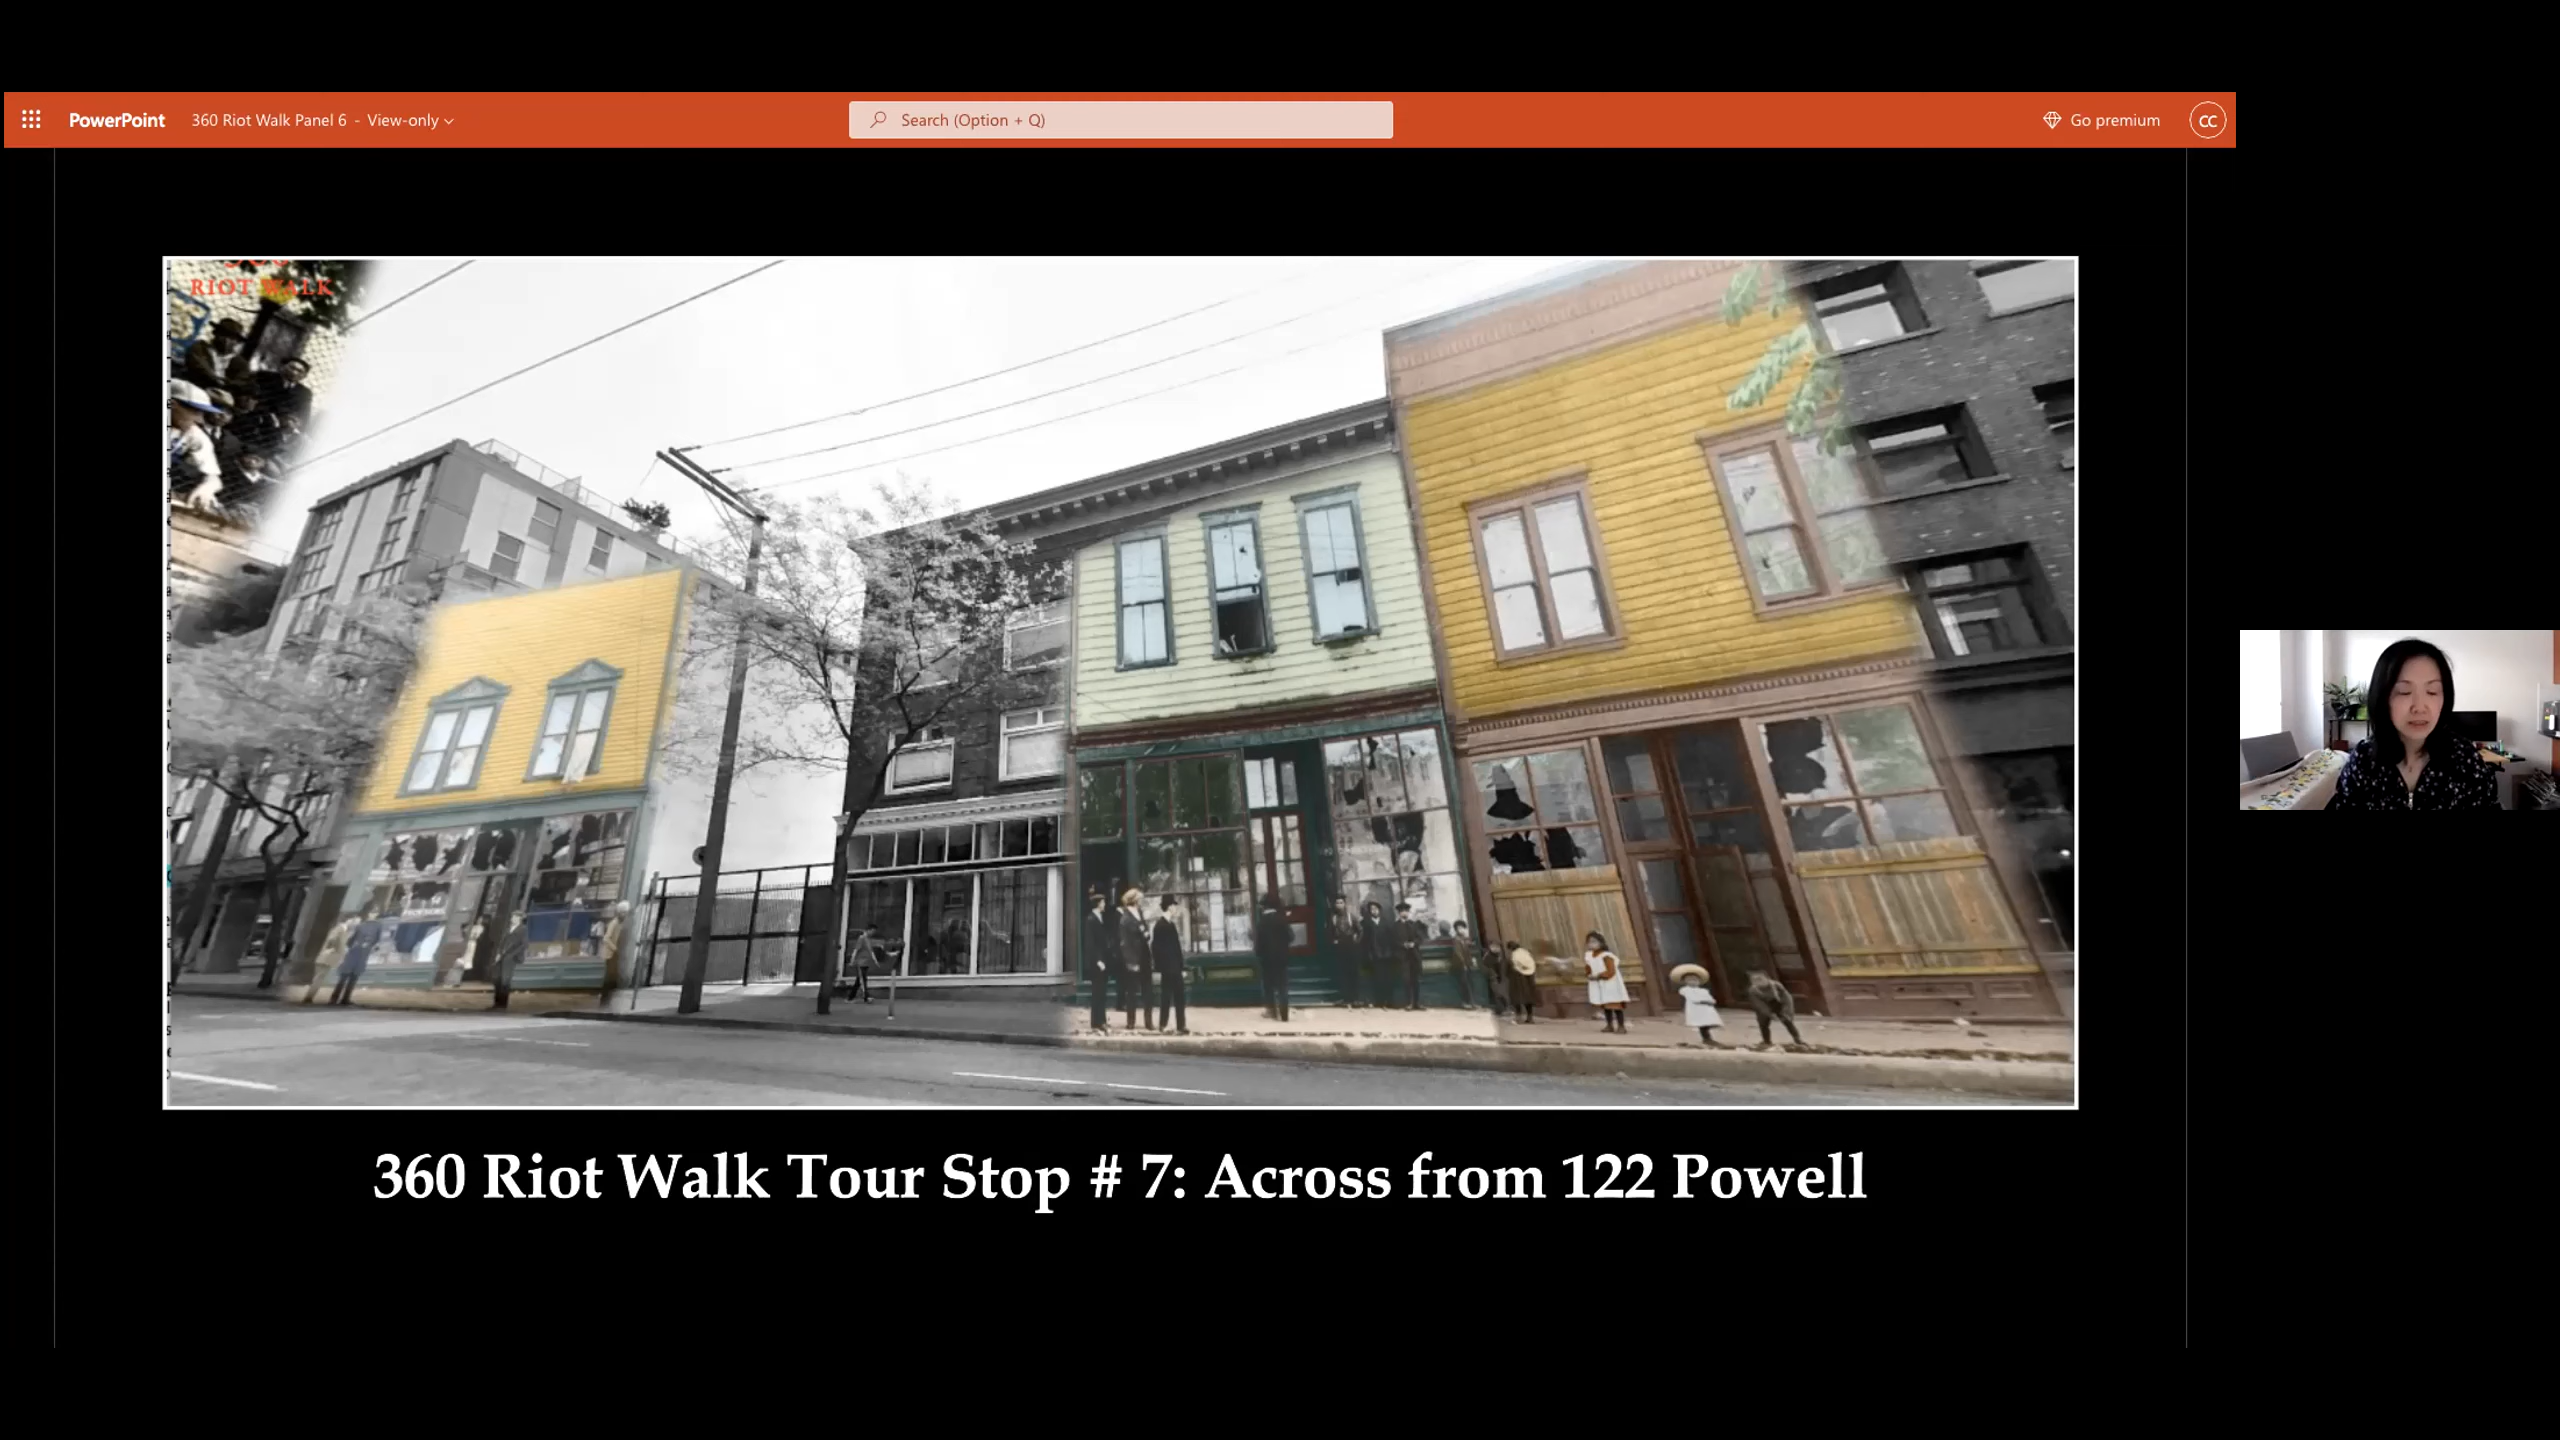 PowerPoint 360 Riot Walk Panel 6 - View-only Search (Option + Q) Go premium CC
RIOT WALK
360 Riot Walk Tour Stop # 7: Across from 122 Powell